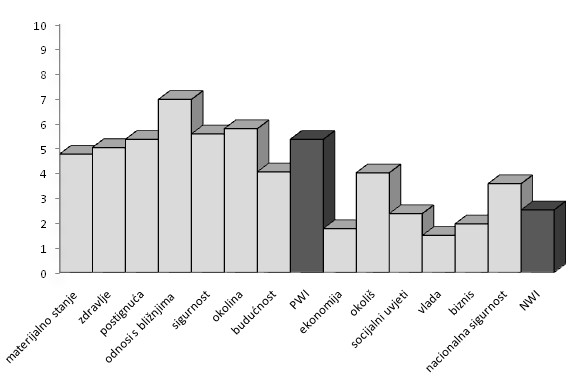 10
9
8
7
6
5
4
3
2
1
0
materijalno stanje
zdravlje
postignuća
odnosi s bližnjima
sigurnost
okolina
budućnost
PWI
ekonomija
okoliš
socijalni uvjeti
vlada
biznis
nacionalna sigurnost
NWI